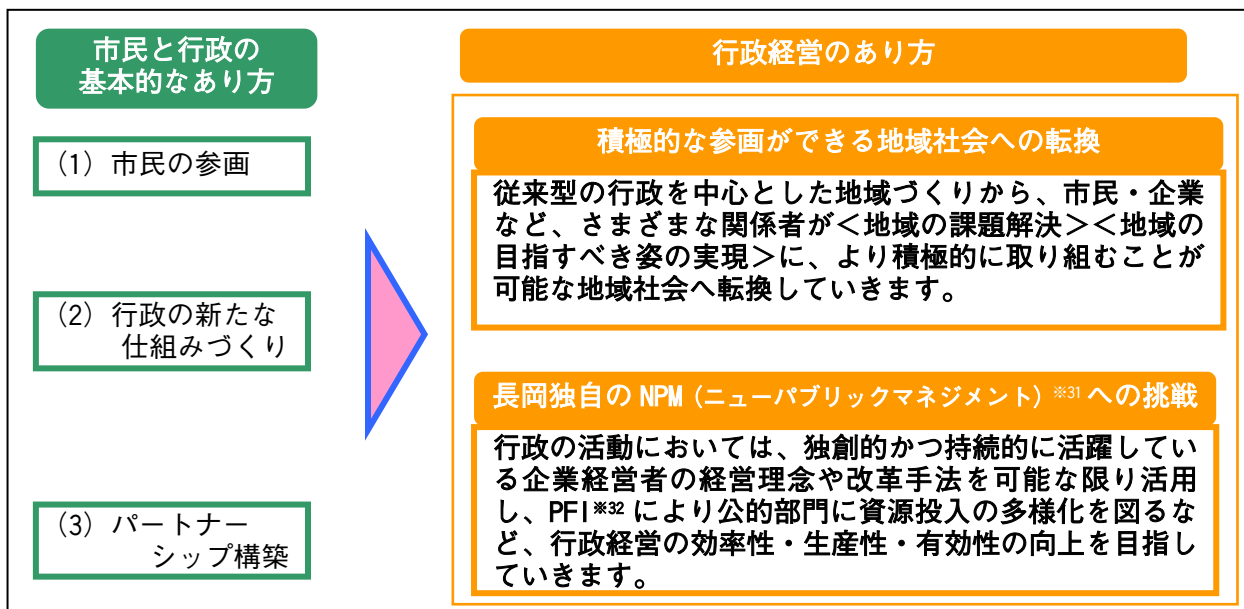 市民と行政の
基本的なあり方
(1) 市民の参画
(2) 行政の新たな
仕組みづくり
(3) パートナー
シップ構築
行政経営のあり方
積極的な参画ができる地域社会への転換
従来型の行政を中心とした地域づくりから、市民・企業
など、さまざまな関係者が<地域の課題解決><地域の
目指すべき姿の実現>に、より積極的に取り組むことが
可能な地域社会へ転換していきます。
長岡独自の NPM（ニューパブリックマネジメント）※31 への挑戦
行政の活動においては、独創的かつ持続的に活躍してい
る企業経営者の経営理念や改革手法を可能な限り活用
し、PFI※32 により公的部門に資源投入の多様化を図るな
ど、行政経営の効率性・生産性・有効性の向上を目指し
ていきます。